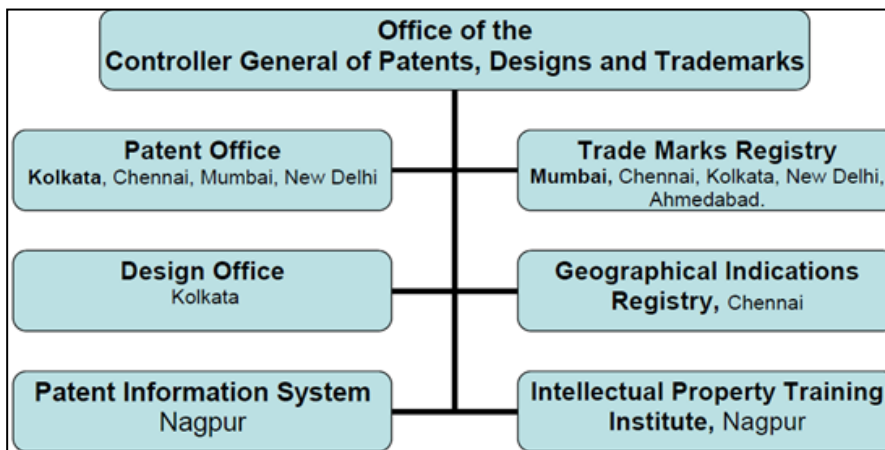 Office of the
Controller General of Patents, Designs and Trademarks
Patent Office
Kolkata, Chennai, Mumbai, New Delhi
Trade Marks Registry
Mumbai, Chennai, Kolkata, New Delhi,
Ahmedabad.
Design Office
Kolkata
Geographical Indications
Registry, Chennai
Patent Information System
Nagpur
Intellectual Property Training
Institute, Nagpur